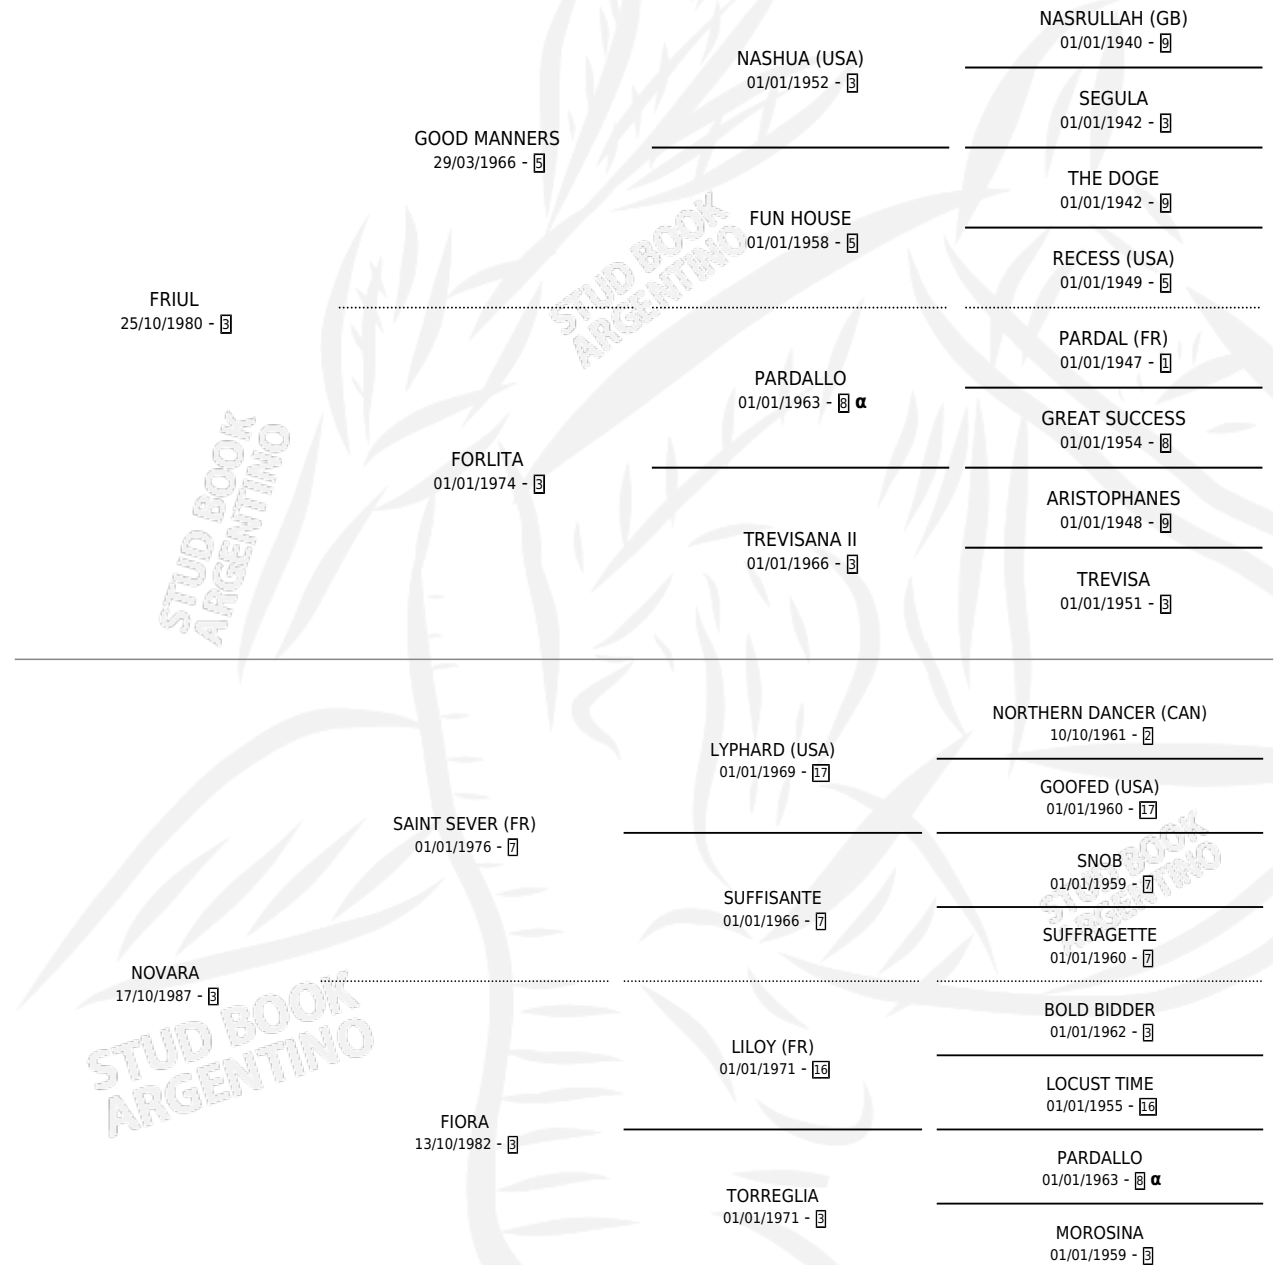 NASRULLAH (GB)
01/01/1940 - 9
NASHUA (USA)
01/01/1952 - 3
SEGULA
01/01/1942 - 3
GOOD MANNERS
29/03/1966 - 5
THE DOGE
01/01/1942 - 9
FUN HOUSE
01/01/1958 - 5
RECESS (USA)
01/01/1949 - 5
FRIUL
25/10/1980 - 3
PARDAL (FR)
01/01/1947 - 1
PARDALLO
01/01/1963 - 8 α
GREAT SUCCESS
01/01/1954 - 8
FORLITA
01/01/1974 - 3
ARISTOPHANES
01/01/1948 - 9
TREVISANA II
01/01/1966 - 3
TREVISA
01/01/1951 - 3
STUD BOOK
ARGENTINO
STUD BOOK
ARGENTINO
NORTHERN DANCER (CAN)
10/10/1961 - 2
LYPHARD (USA)
01/01/1969 - 17
GOOFED (USA)
01/01/1960 - 17
SAINT SEVER (FR)
01/01/1976 - 7
SNOB
01/01/1959 - 7
SUFFISANTE
01/01/1966 - 7
SUFFRAGETTE
01/01/1960 - 7
NOVARA
17/10/1987 - 3
BOLD BIDDER
01/01/1962 - 3
LILOY (FR)
01/01/1971 - 16
LOCUST TIME
01/01/1955 - 16
FIORA
13/10/1982 - 3
PARDALLO
01/01/1963 - 8 α
TORREGLIA
01/01/1971 - 3
MOROSINA
01/01/1959 - 3
STUD BOOK
ARGENTINO
STUD BOOK
ARGENTINO